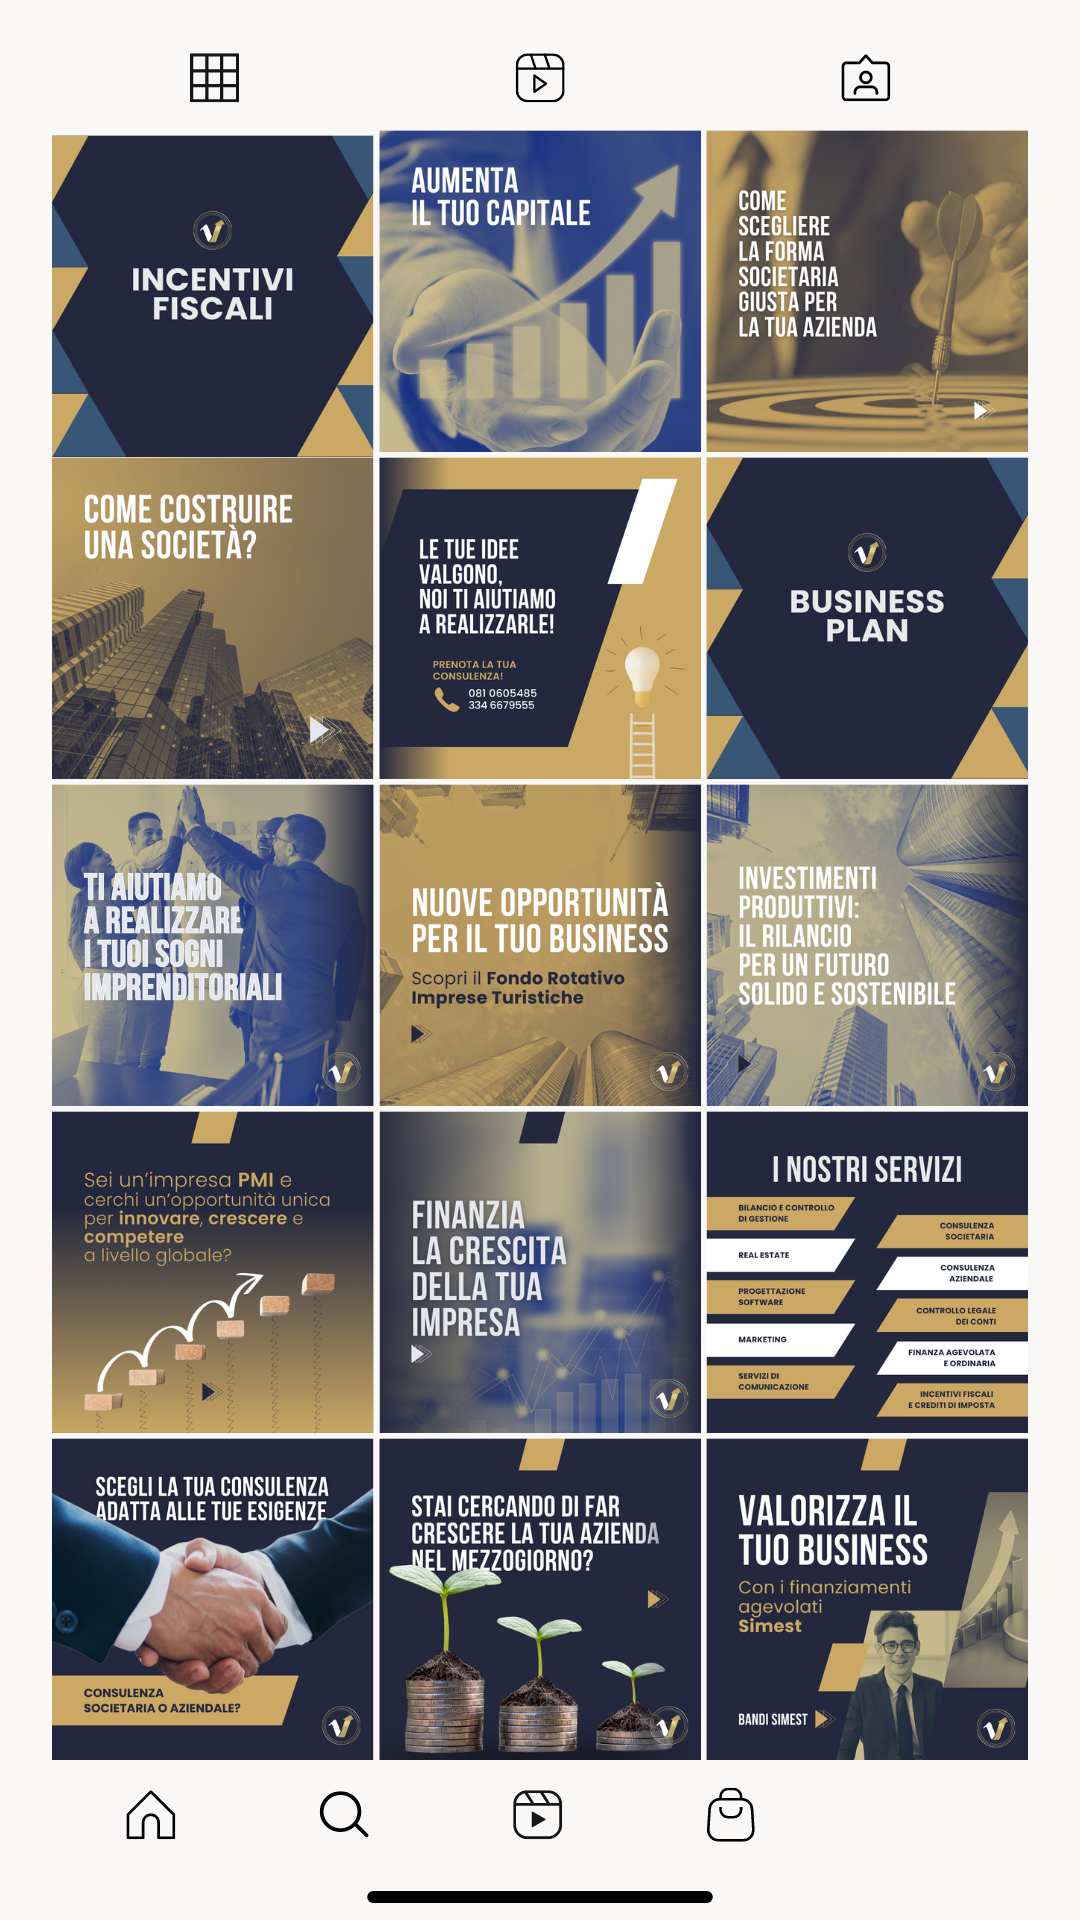 INCENTIVI
FISCALI
AUMENTA
IL TUO CAPITALE
COME
SCEGLIERE
LA FORMA
SOCIETARIA
GIUSTA PER
LA TUA AZIENDA
COME COSTRUIRE
UNA SOCIETÀ?
LE TUE IDEE
VALGONO,
NOI TI AIUTIAMO
A REALIZZARLE!
PRENOTA LA TUA
CONSULENZA!
081 0605485
334 6679555
BUSINESS
PLAN
TI AIUTIAMO
A REALIZZARE
I TUOI SOGNI
IMPRENDITORIALI
NUOVE OPPORTUNITÀ
PER IL TUO BUSINESS
Scopri il Fondo Rotativo
Imprese Turistiche
INVESTIMENTI
PRODUTTIVI:
IL RILANCIO
PER UN FUTURO
SOLIDO E SOSTENIBILE
Sei un'impresa PMI e
cerchi un'opportunità unica
per innovare, crescere e
competere
a livello globale?
FINANZIA
LA CRESCITA
DELLA TUA
IMPRESA
I NOSTRI SERVIZI
BILANCIO E CONTROLLO
DI GESTIONE
REAL ESTATE
PROGETTAZIONE
SOFTWARE
MARKETING
SERVIZI DI
COMUNICAZIONE
CONSULENZA
SOCIETARIA
CONSULENZA
AZIENDALE
CONTROLLO LEGALE
DEI CONTI
FINANZA AGEVOLATA
E ORDINARIA
INCENTIVI FISCALI
E CREDITI DI IMPOSTA
SCEGLI LA TUA CONSULENZA
ADATTA ALLE TUE ESIGENZE
CONSULENZA
SOCIETARIA O AZIENDALE?
STAI CERCANDO DI FAR
CRESCERE LA TUA AZIENDA
NEL MEZZOGIORNO?
VALORIZZA IL
TUO BUSINESS
Con i finanziamenti
agevolati
Simest
BANDI SIMEST